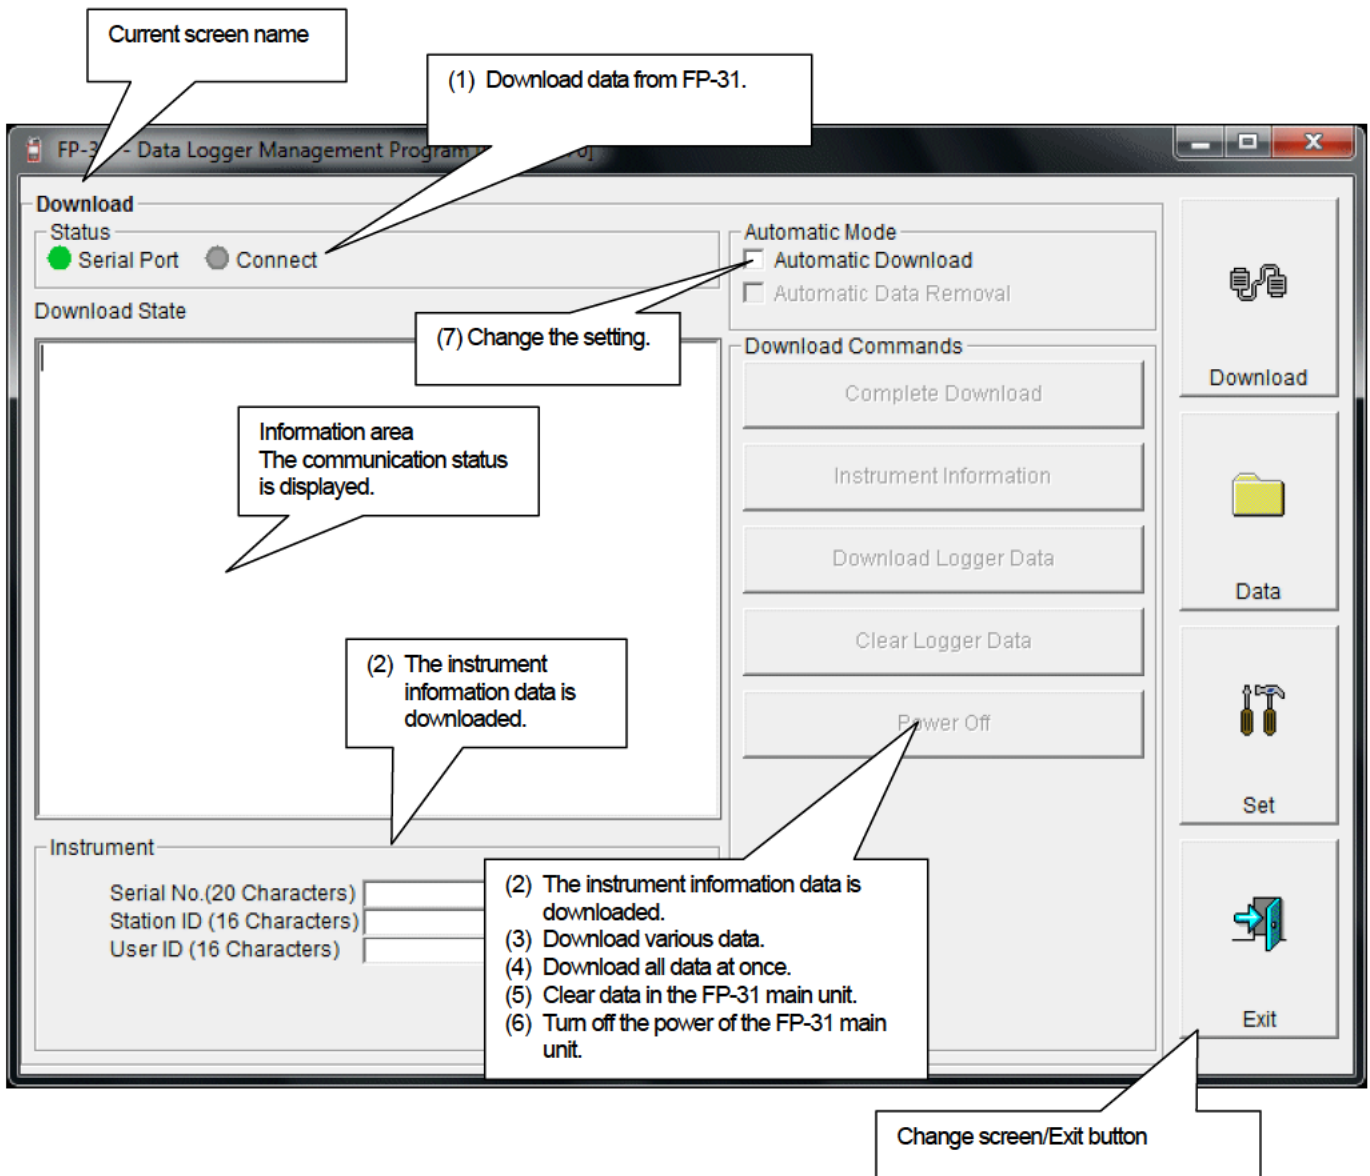 Current screen name
(1) Download data from FP-31.
FP-3 - Data Logger Management Program
Download
Status
Serial Port
Connect
Automatic Mode
Automatic Download
Automatic Data Removal
Download State
(7) Change the setting.
Download Commands
Complete Download
Instrument Information
Download Logger Data
Clear Logger Data
Power Off
Information area
The communication status
is displayed.
(2) The instrument
information data is
downloaded.
Instrument
Serial No.(20 Characters)
Station ID (16 Characters)
User ID (16 Characters)
(2) The instrument information data is
downloaded.
(3) Download various data.
(4) Download all data at once.
(5) Clear data in the FP-31 main unit.
(6) Turn off the power of the FP-31 main
unit.
Download
Data
Set
Exit
Change screen/Exit button